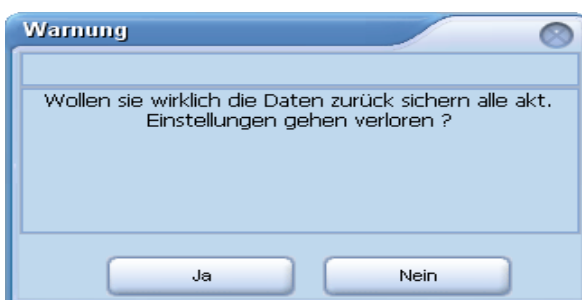 Warnung
Wollen sie wirklich die Daten zurück sichern alle akt.
Einstellungen gehen verloren ?
Ja
Nein